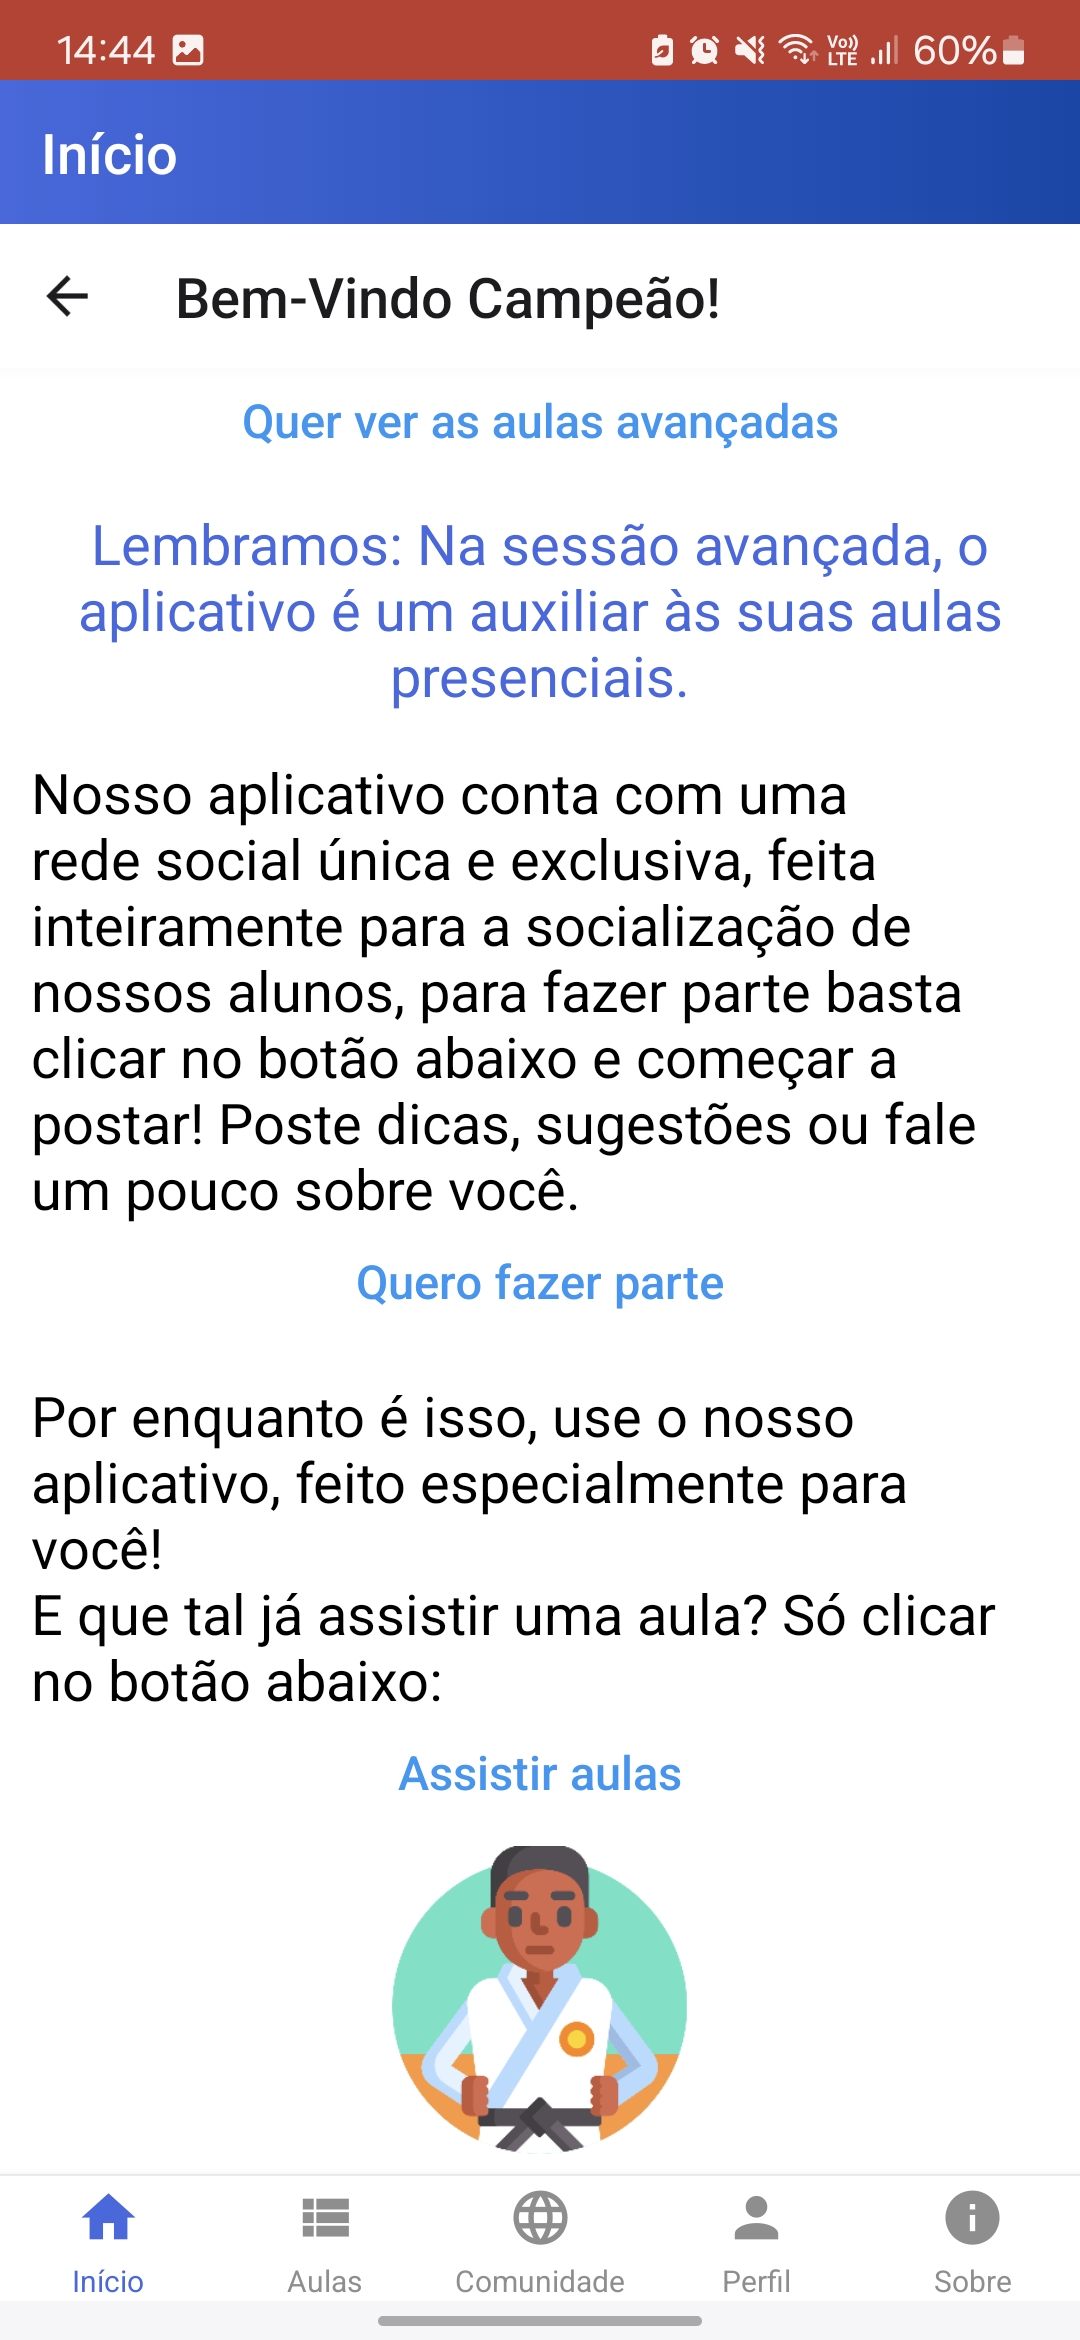 14:44
Vo))
LTE
60%
Início
Bem-Vindo Campeão!
Quer ver as aulas avançadas
Lembramos: Na sessão avançada, o
aplicativo é um auxiliar às suas aulas
presenciais.
Nosso aplicativo conta com uma
rede social única e exclusiva, feita
inteiramente para a socialização de
nossos alunos, para fazer parte basta
clicar no botão abaixo e começar a
postar! Poste dicas, sugestões ou fale
um pouco sobre você.
Quero fazer parte
Por enquanto é isso, use o nosso
aplicativo, feito especialmente para
você!
E que tal já assistir uma aula? Só clicar
no botão abaixo:
Assistir aulas
Início
Aulas
Comunidade
Perfil
Sobre